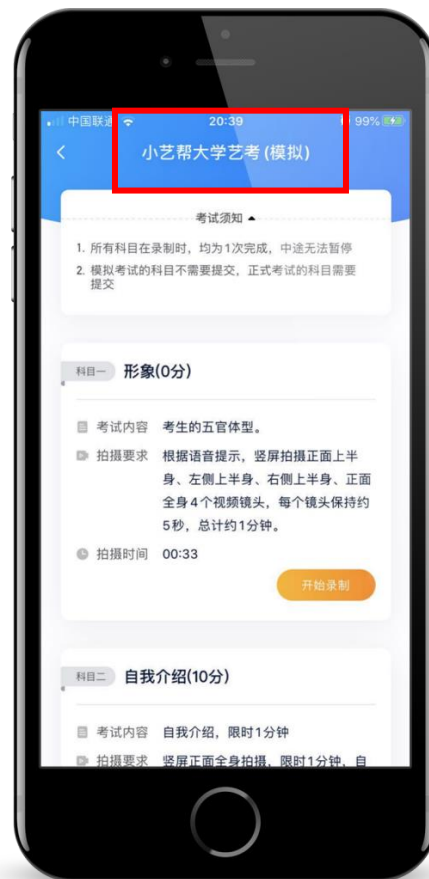 中国联通 20:39 99%
小艺帮大学艺考(模拟)
考试须知
1. 所有科目在录制时，均为1次完成，中途无法暂停
2. 模拟考试的科目不需要提交，正式考试的科目需要
提交
科目一 形象(0分)
考试内容 考生的五官体型。
拍摄要求 根据语音提示，竖屏拍摄正面上半
身、左侧上半身、右侧上半身、正面
全身4个视频镜头，每个镜头保持约
5秒，总计约1分钟。
拍摄时间 00:33
开始录制
科目二 自我介绍(10分)
考试内容 自我介绍，限时1分钟
拍摄要求 竖屏正面全身拍摄，限时1分钟，自